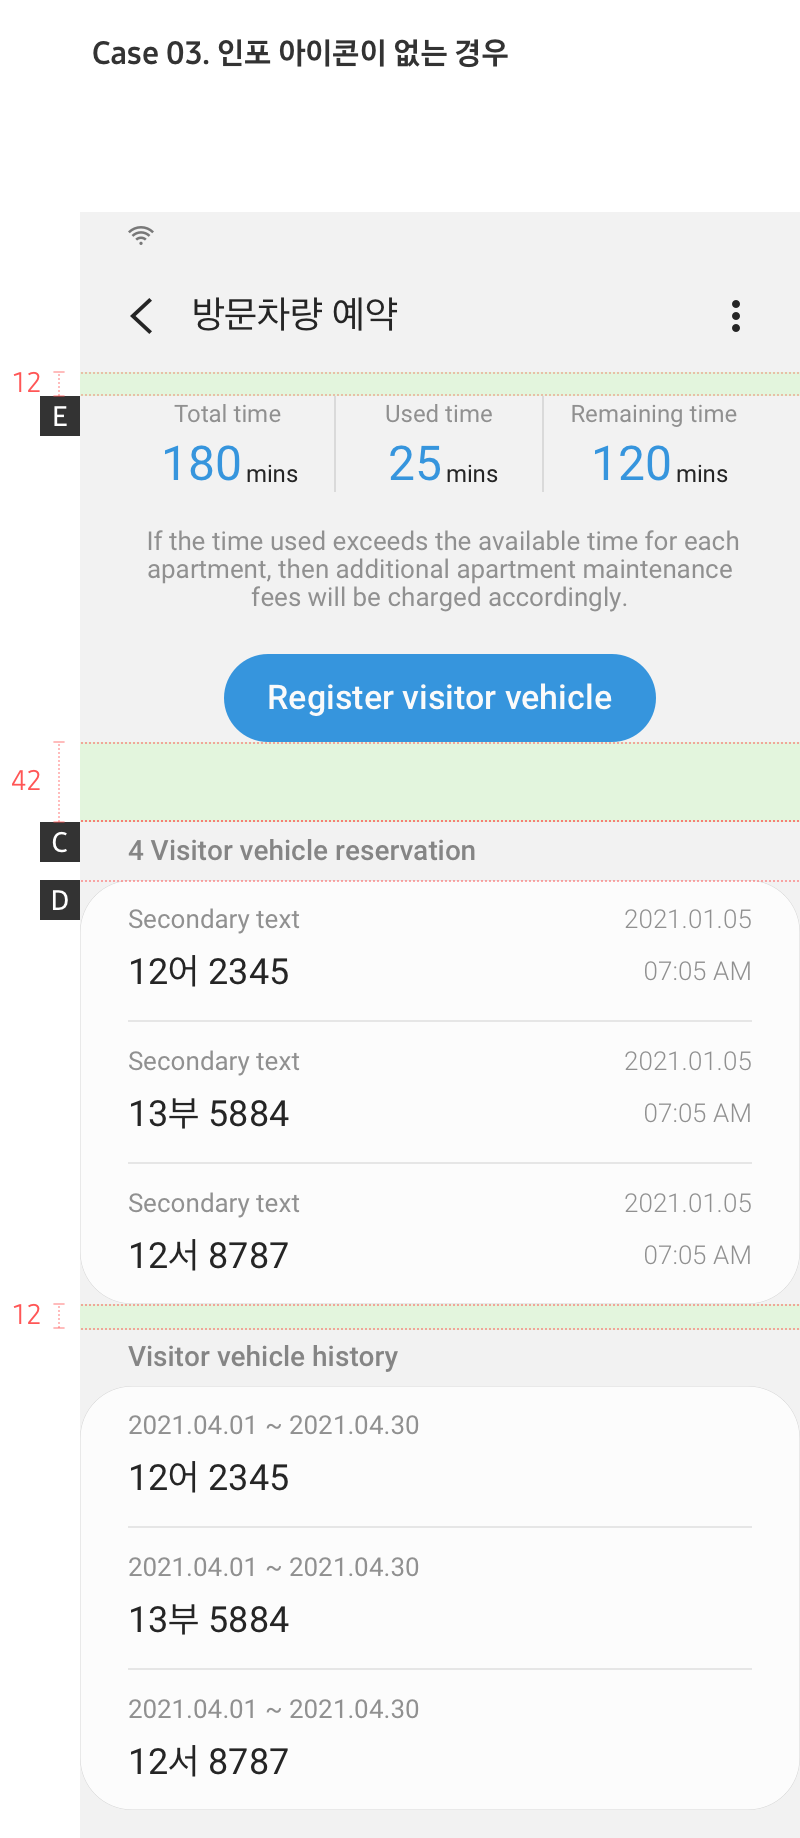 Case 03. 인포 아이콘이 없는 경우
방문차량 예약
12
E
Total time
Used time
Remaining time
180 mins
25 mins
120 mins
If the time used exceeds the available time for each
apartment, then additional apartment maintenance
fees will be charged accordingly.
Register visitor vehicle
42
C
4 Visitor vehicle reservation
D
Secondary text
2021.01.05
12어 2345
07:05 AM
Secondary text
2021.01.05
13부 5884
07:05 AM
Secondary text
2021.01.05
12서 8787
07:05 AM
12
Visitor vehicle history
2021.04.01 ~ 2021.04.30
12어 2345
2021.04.01 ~ 2021.04.30
13부 5884
2021.04.01 ~ 2021.04.30
12서 8787